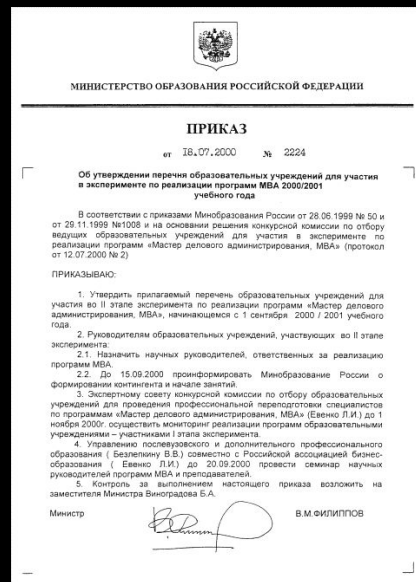 МИНИСТЕРСТВО ОБРАЗОВАНИЯ РОССИЙСКОЙ ФЕДЕРАЦИИ
ПРИКАЗ
от 18.07.2000 № 2224
Об утверждении перечня образовательных учреждений для участия
в эксперименте по реализации программ МВА 2000/2001
учебного года
В соответствии с приказами Минобразования России от 28.06.1999 № 50 и
от 29.11.1999 №1008 и на основании решения конкурсной комиссии по отбору
ведущих образовательных учреждений для участия в эксперименте по
реализации программ «Мастер делового администрирования, МВА» (протокол
от 12.07.2000 № 2)
ПРИКАЗЫВАЮ:
1. Утвердить прилагаемый перечень образовательных учреждений для
участия во II этапе эксперимента по реализации программ «Мастер делового
администрирования, МВА», начинающемся с 1 сентября 2000 / 2001 учебного
года.
2. Руководителям образовательных учреждений, участвующих во II этапе
эксперимента:
2.1. Назначить научных руководителей, ответственных за реализацию
программ МВА.
2.2. До 15.09.2000 проинформировать Минобразование России о
формировании контингента и начале занятий.
3. Экспертному совету конкурсной комиссии по отбору образовательных
учреждений для проведения профессиональной переподготовки специалистов
по программам «Мастер делового администрирования, МВА» (Евенко Л.И.) до 1
ноября 2000г. осуществить мониторинг реализации программ образовательными
учреждениями – участниками I этапа эксперимента.
4. Управлению послевузовского и дополнительного профессионального
образования ( Безлепкину В.В.) совместно с Российской ассоциацией бизнес-
образования ( Евенко Л.И.) до 20.09.2000 провести семинар научных
руководителей программ МВА и преподавателей.
5. Контроль за выполнением настоящего приказа возложить на
заместителя Министра Виноградова Б.А.
Министр В.М.ФИЛИППОВ